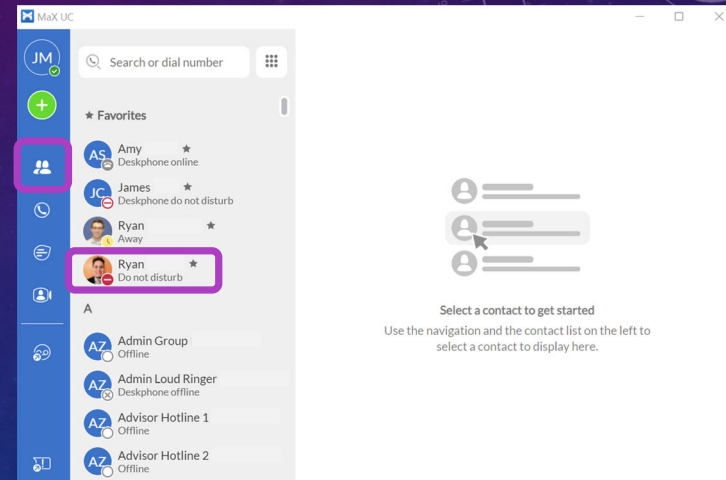 MaX UC
JM
Search or dial number
★ Favorites
AS
Amy ★
Deskphone online
JC
James ★
Deskphone do not disturb
Ryan ★
Away
Ryan ★
Do not disturb
A
AZ
Admin Group
Offline
AZ
Admin Loud Ringer
Deskphone offline
AZ
Advisor Hotline 1
Offline
AZ
Advisor Hotline 2
Offline
Select a contact to get started
Use the navigation and the contact list on the left to
select a contact to display here.